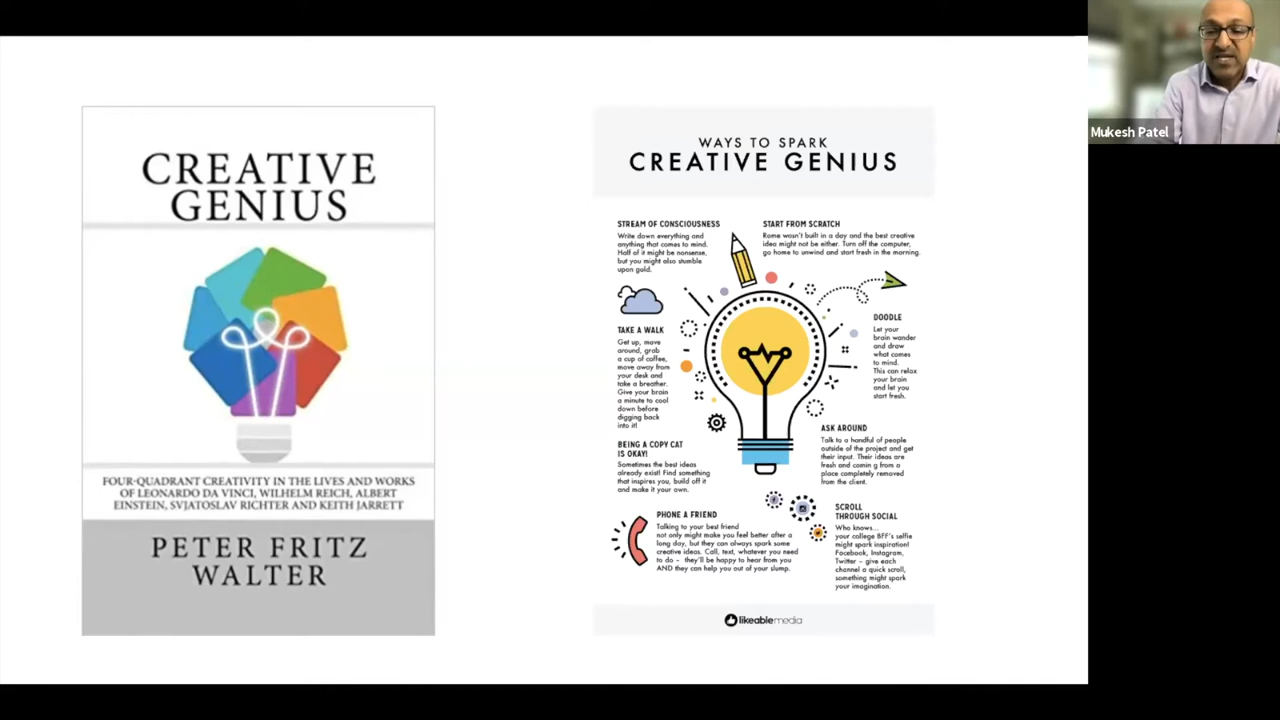 CREATIVE
GENIUS
FOUR-QUADRANT CREATIVITY IN THE LIVES AND WORKS
OF LEONARDO DA VINCI, WILHELM REICH, ALBERT
EINSTEIN, SVJATOSLAV RICHTER AND KEITH JARRETT
PETER FRITZ
WALTER
WAYS TO SPARK
CREATIVE GENIUS
STREAM OF CONSCIOUSNESS
Write down everything and
anything that comes to mind.
Half of it might be nonsense,
but you might also stumble
upon gold.
START FROM SCRATCH
Rome wasn't built in a day and the best creative
idea might not be either. Turn off the computer,
go home to unwind and start fresh in the morning.
TAKE A WALK
Get up, move
around, grab
a cup of coffee,
move away from
your desk and
take a breather.
Give your brain
a minute to cool
down before
digging back
into it!
DOODLE
Let your
brain wander
and draw
what comes
to mind.
This can relax
your brain
and let you
start fresh.
BEING A COPY CAT
IS OKAY!
Sometimes the best ideas
already exist! Find something
that inspires you, build off it
and make it your own.
ASK AROUND
Talk to a handful of people
outside of the project and get
their input. Their ideas are
fresh and comin g from a
place completely removed
from the client.
PHONE A FRIEND
Talking to your best friend
not only might make you feel better after a
long day, but they can always spark some
creative ideas. Call, text, whatever you need
to do - they'll be happy to hear from you
AND they can help you out of your slump.
SCROLL
THROUGH SOCIAL
Who knows...
your college BFF's selfie
might spark inspiration!
Facebook, Instagram,
Twitter - give each
channel a quick scroll,
something might spark
your imagination.
likeablemedia
Mukesh Patel